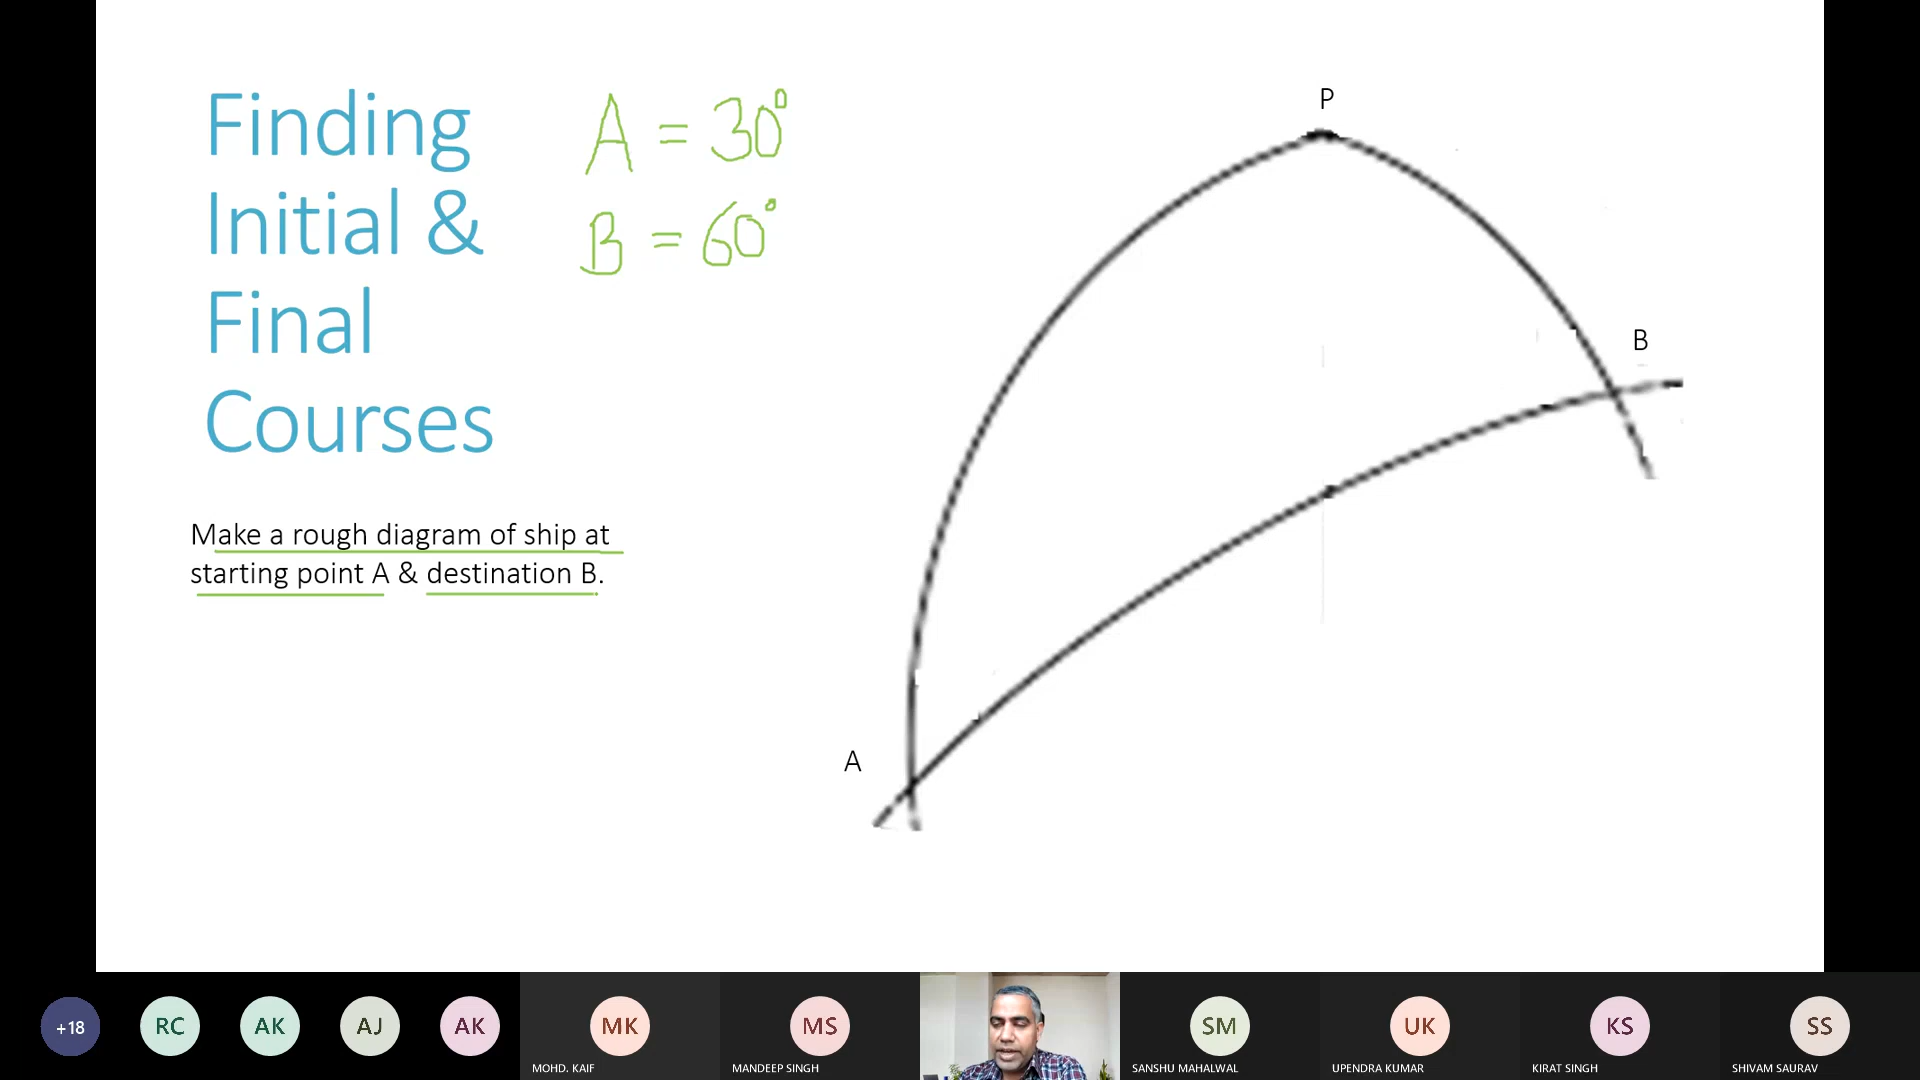 Finding
Initial &
Final
Courses
A = 30°
B = 60°
Make a rough diagram of ship at
starting point A & destination B.
P
B
A
+18
RC
AK
AJ
AK
MK
MOHD. KAIF
MS
MANDEEP SINGH
SM
SANSHU MAHALWAL
UK
UPENDRA KUMAR
KS
KIRAT SINGH
SS
SHIVAM SAURAV